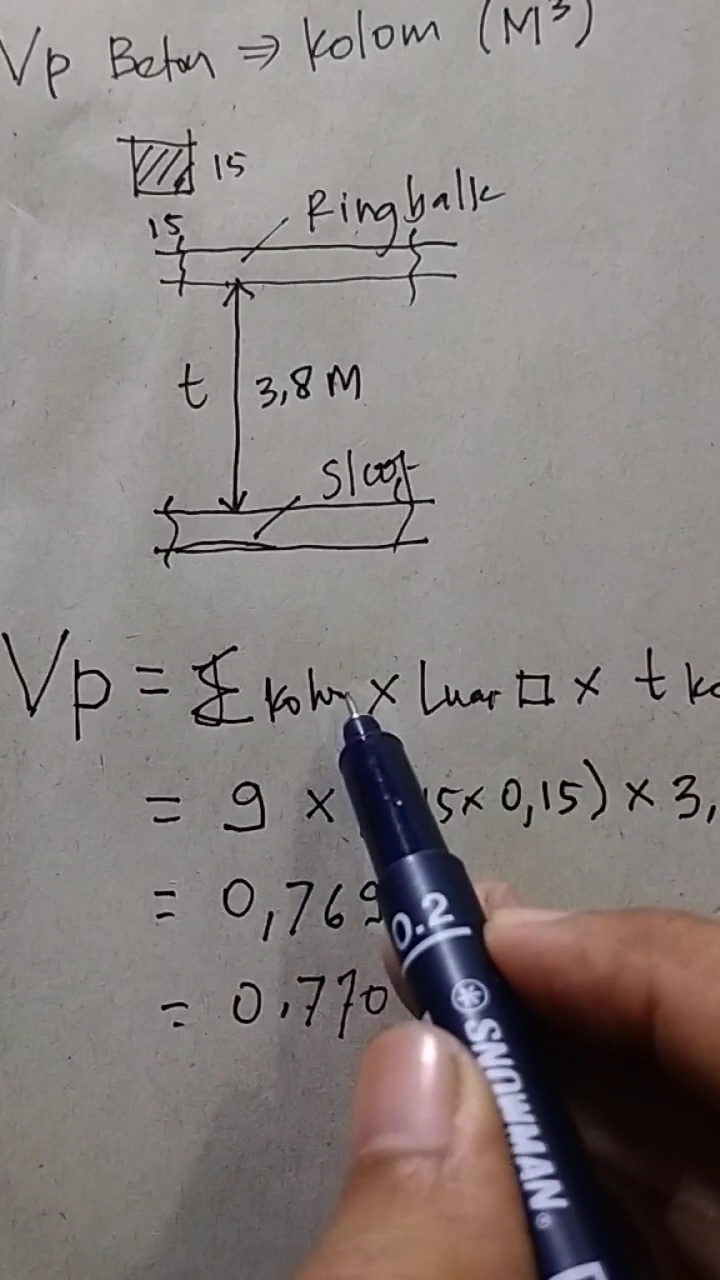 Vp Beton ⇒ Kolom (M³)
15
15
Ringbalk
t 3,8 M
Sloof
Vp = Σ kolom × Luas □ × t
= 9 × 5 × 0,15) × 3,
= 0,769
= 0.770
0.2
SNOWMAN